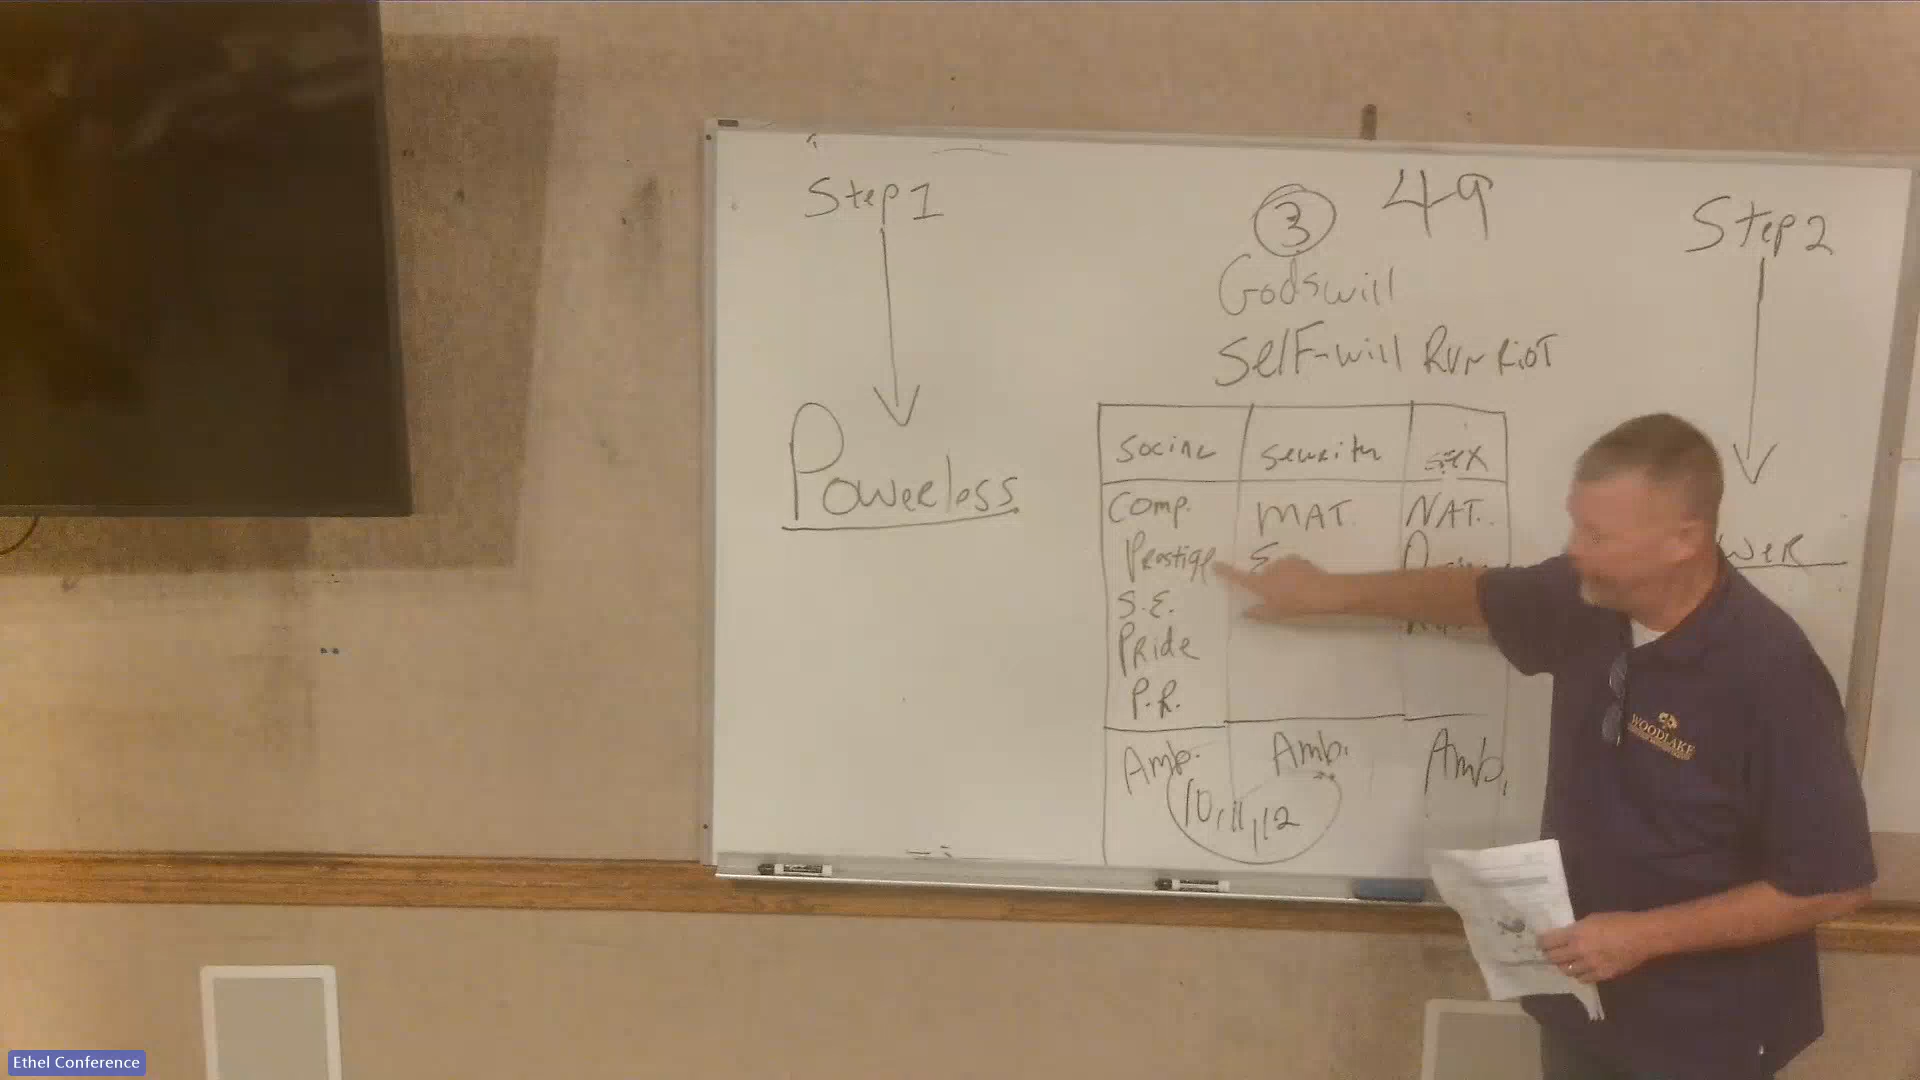 Step 1
3 49
Step 2
Godswill
Self-will Run Riot
Powerless
Social Security Sex
Comp. MAT. NAT.
Prestige
S.E.
Pride
P.R.
Amb. Amb. Amb.
10, 11, 12
WOODLAKE
Ethel Conference